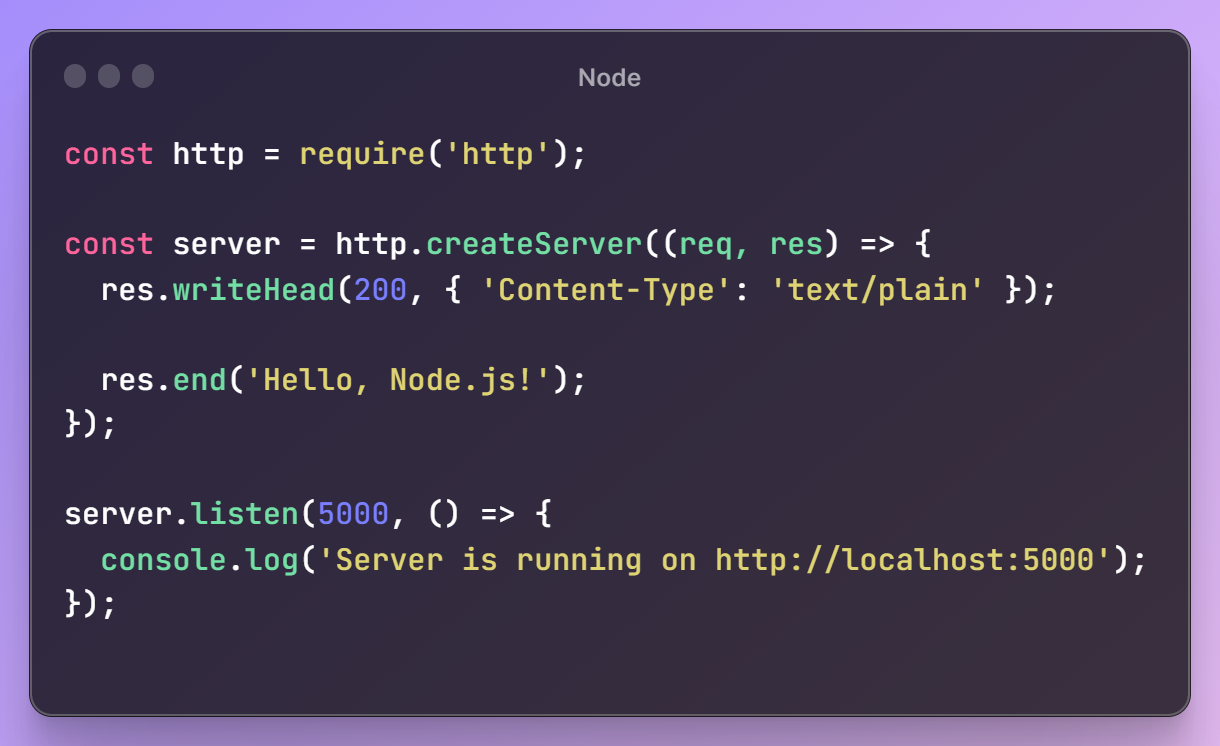 Node
const http = require('http');
const server = http.createServer((req, res) => {
  res.writeHead(200, { 'Content-Type': 'text/plain' });
  res.end('Hello, Node.js!');
});
server.listen(5000, () => {
  console.log('Server is running on http://localhost:5000');
});